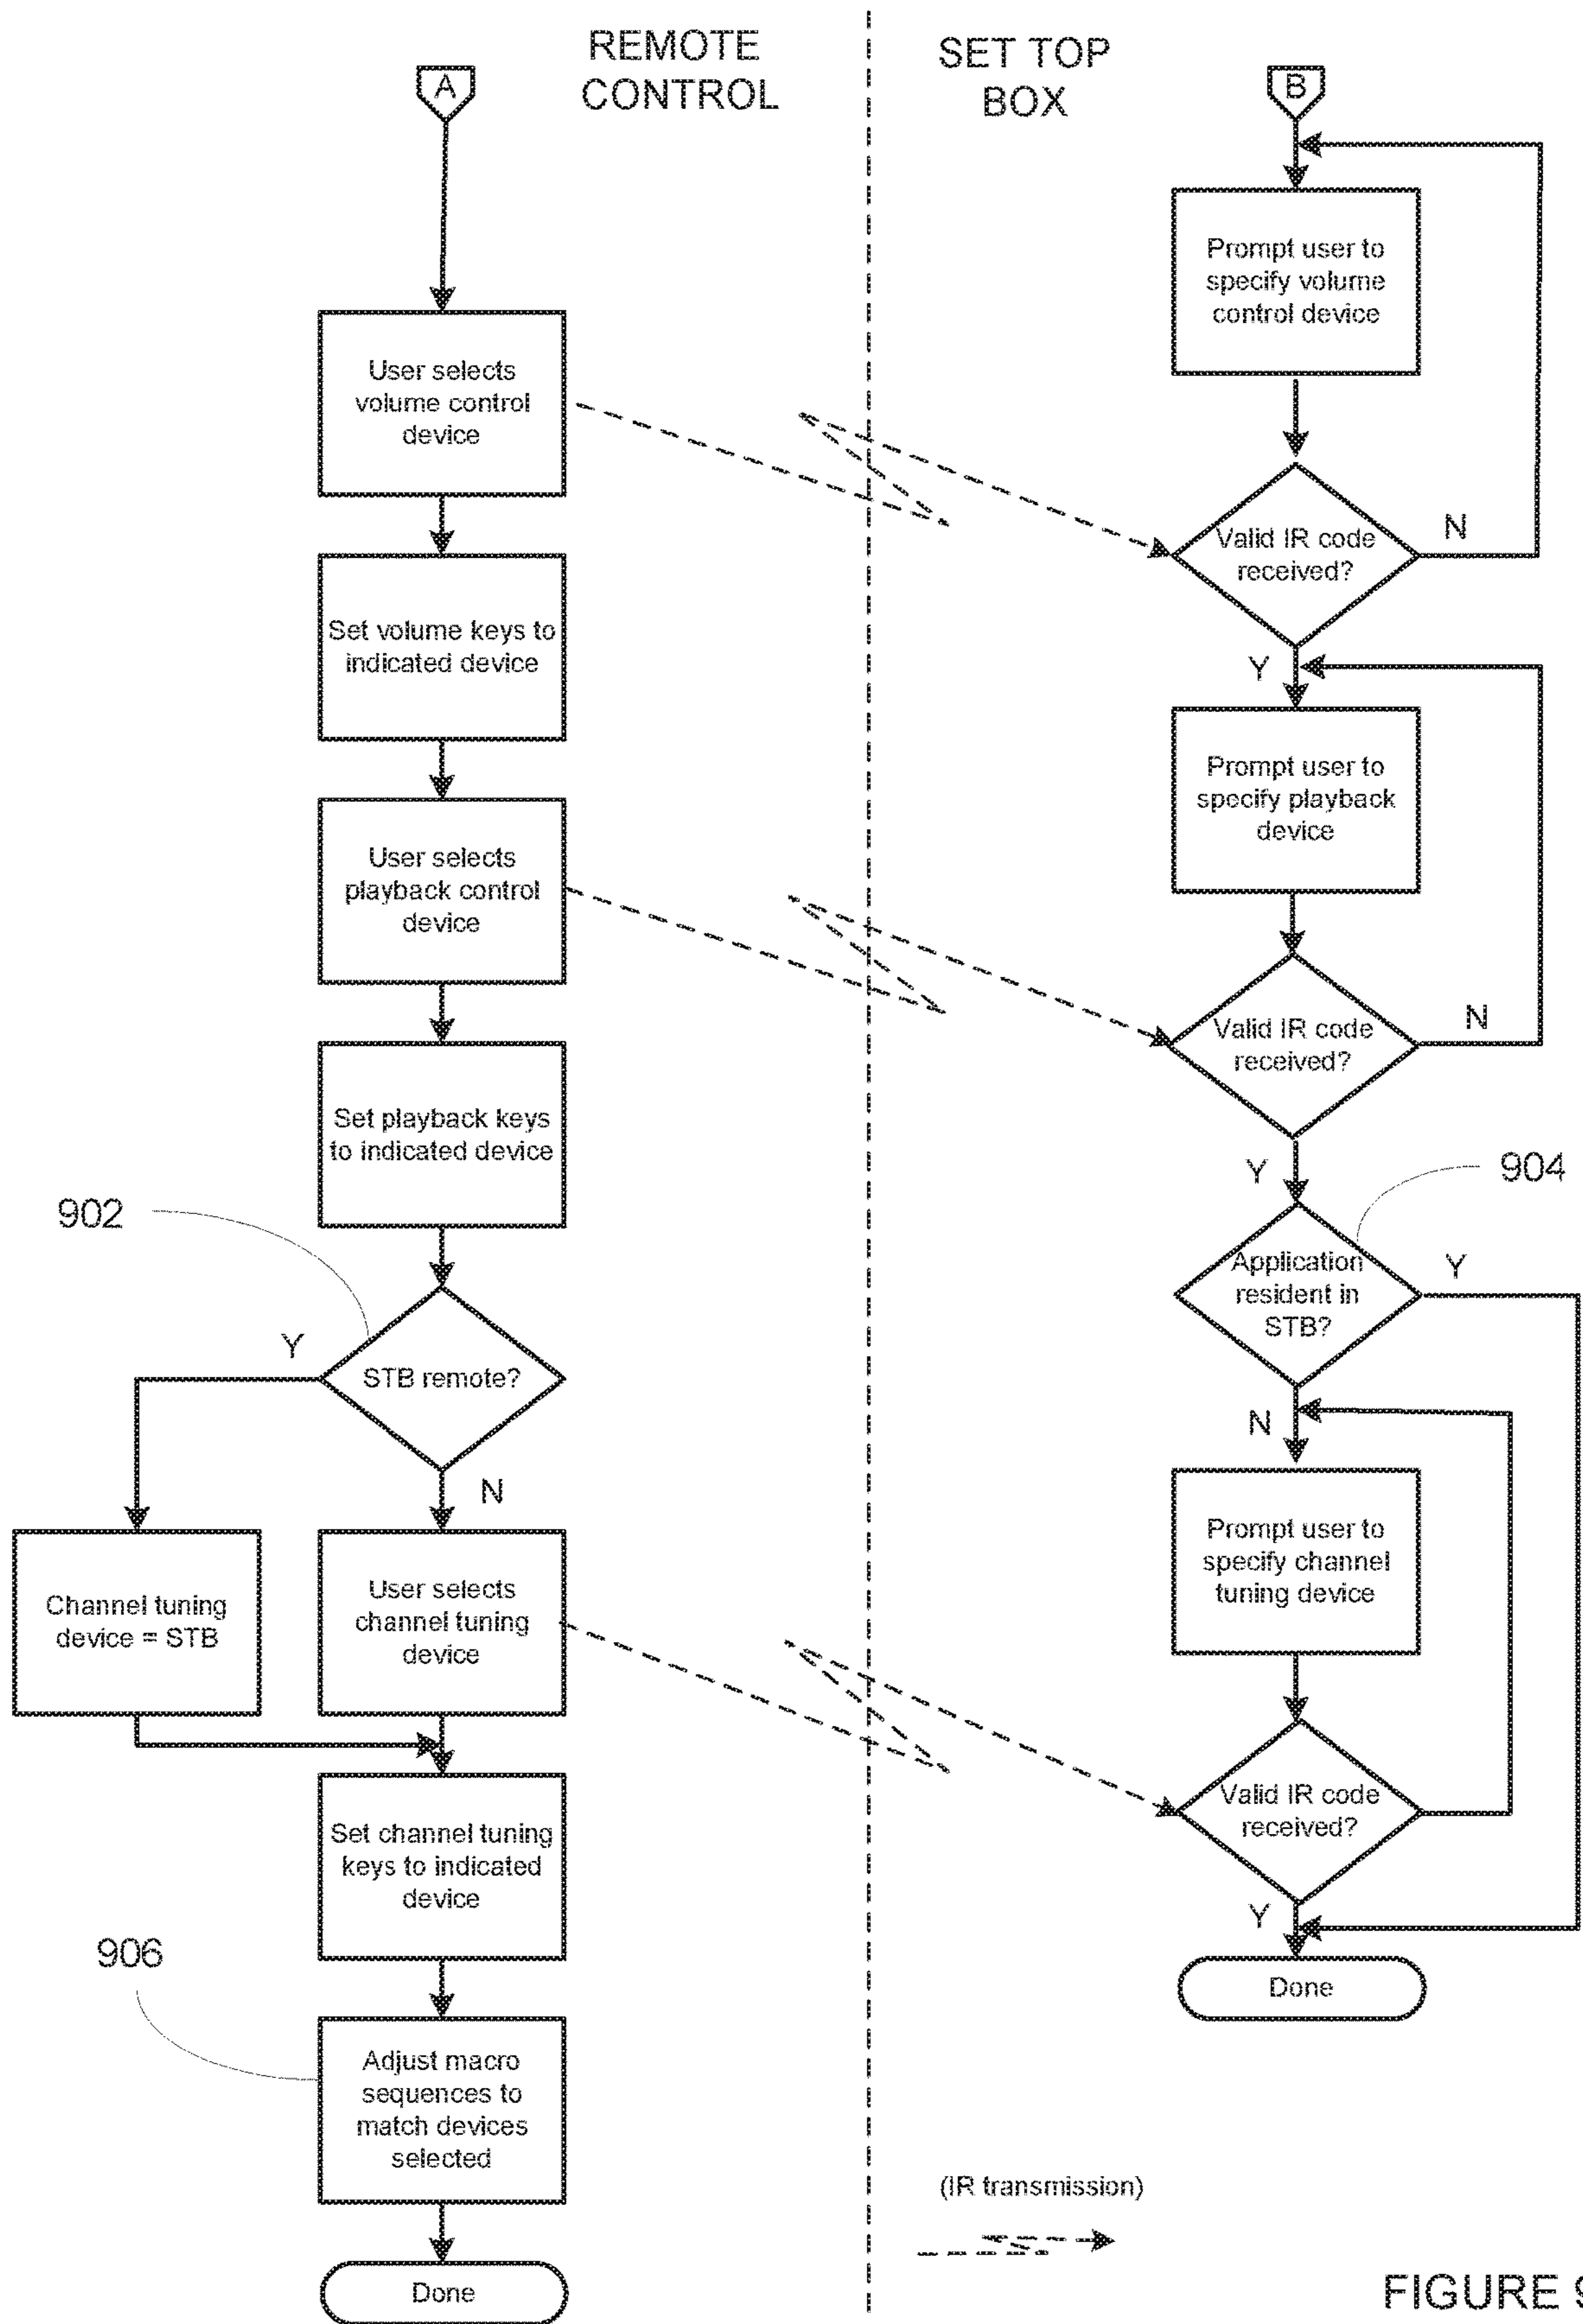 REMOTE
CONTROL
SET TOP
BOX
A
B
User selects
volume control
device
Set volume keys to
indicated device
User selects
playback control
device
Set playback keys
to indicated device
902
STB remote?
Y
N
Channel tuning
device = STB
User selects
channel tuning
device
Set channel tuning
keys to indicated
device
906
Adjust macro
sequences to
match devices
selected
Done
Prompt user to
specify volume
control device
Valid IR code
received?
N
Y
Prompt user to
specify playback
device
Valid IR code
received?
N
Y
904
Application
resident in
STB?
Y
N
Prompt user to
specify channel
tuning device
Valid IR code
received?
Y
Done
(IR transmission)
FIGURE 9